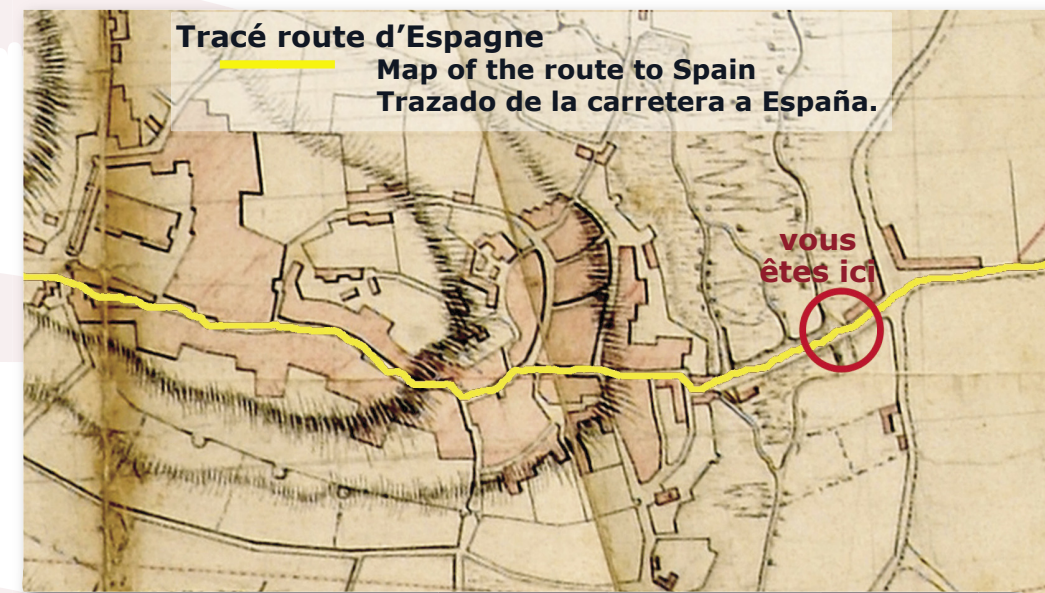 Tracé route d'Espagne
Map of the route to Spain
Trazado de la carretera a España.
vous
êtes ici